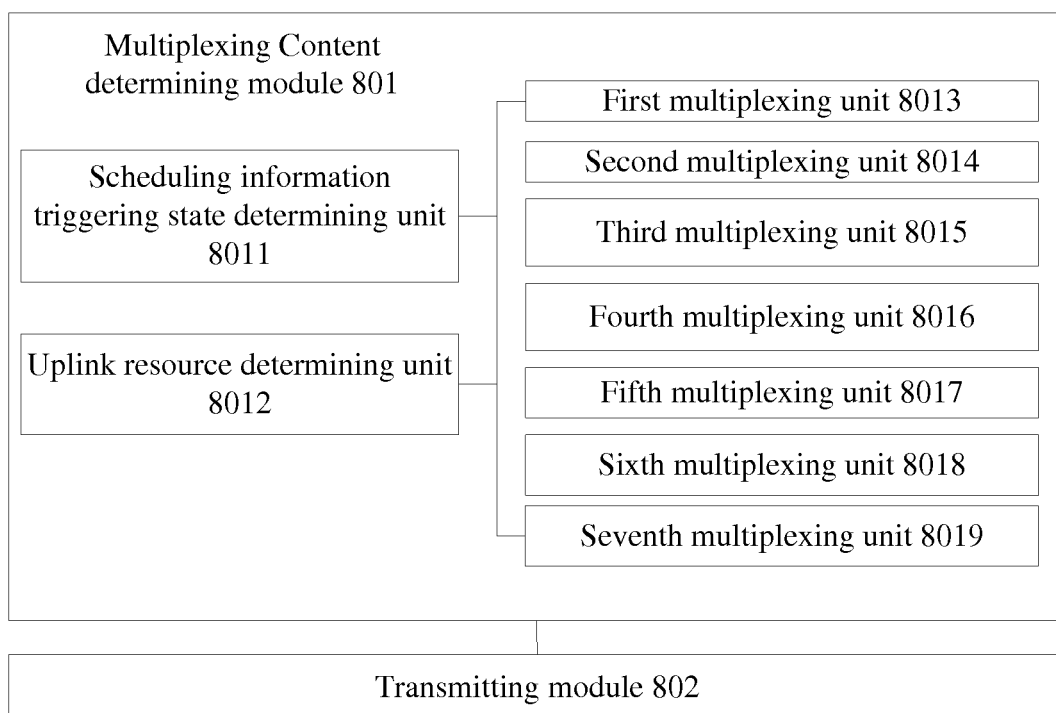 Multiplexing Content
determining module 801
Scheduling information
triggering state determining unit
8011
Uplink resource determining unit
8012
First multiplexing unit 8013
Second multiplexing unit 8014
Third multiplexing unit 8015
Fourth multiplexing unit 8016
Fifth multiplexing unit 8017
Sixth multiplexing unit 8018
Seventh multiplexing unit 8019
Transmitting module 802